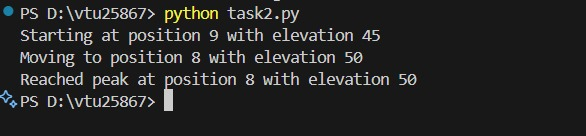 PS D:\vtu25867> python task2.py
Starting at position 9 with elevation 45
Moving to position 8 with elevation 50
Reached peak at position 8 with elevation 50
PS D:\vtu25867>